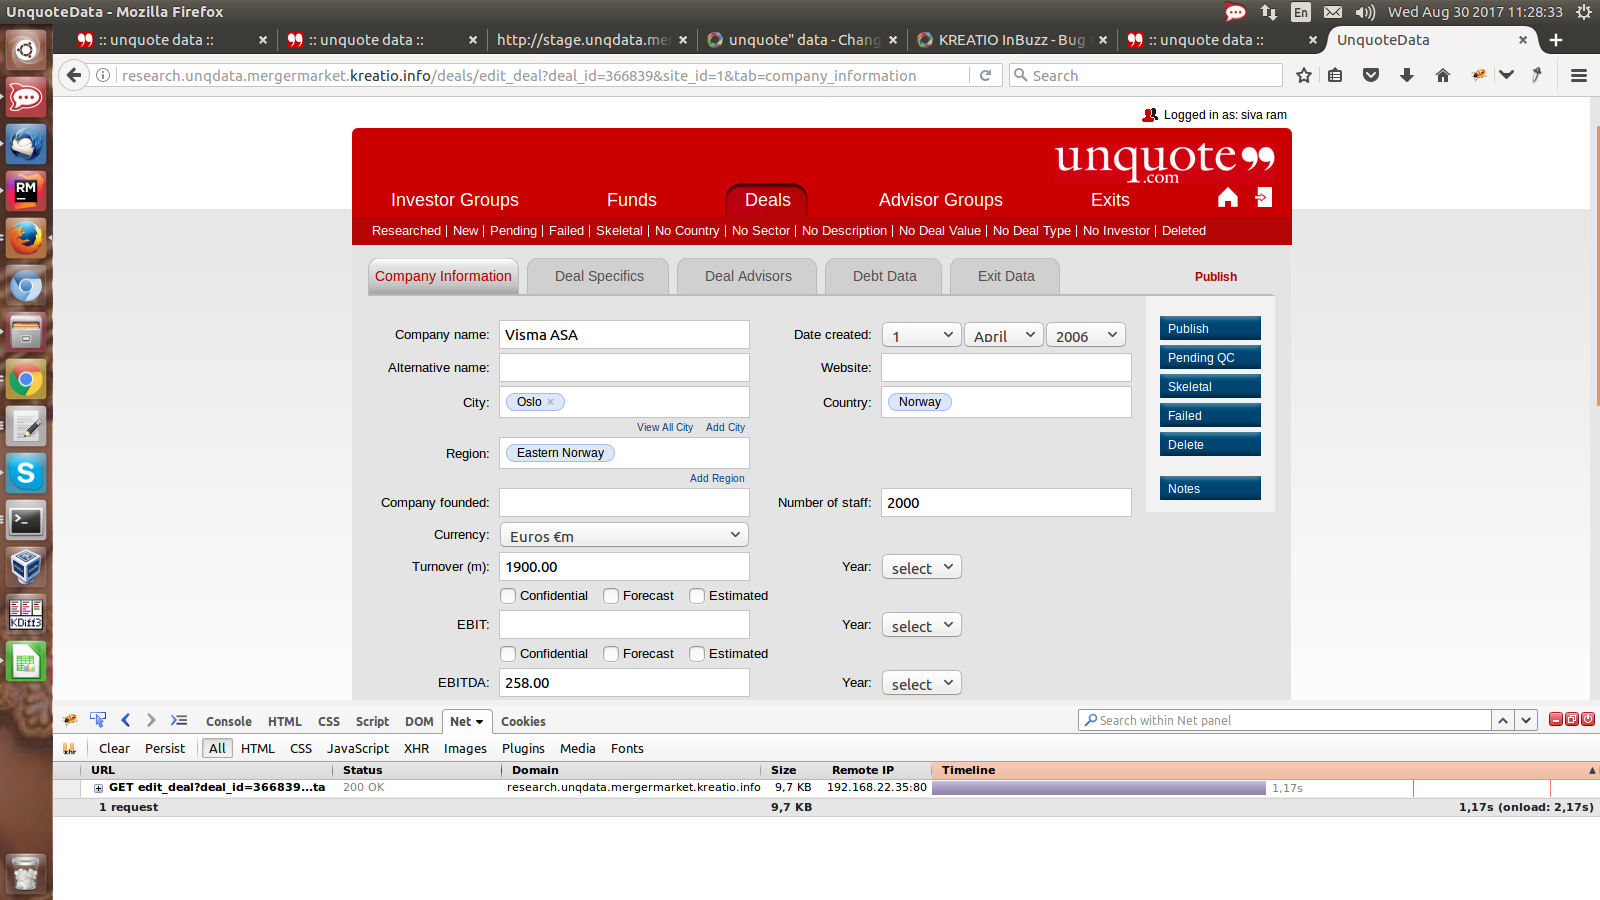 UnquoteData - Mozilla Firefox
En
Wed Aug 30 2017 11:28:33
:: unquote data ::
:: unquote data ::
http://stage.unqdata.me
unquote" data - Chang
KREATIO InBuzz - Bug
:: unquote data ::
UnquoteData
research.unqdata.mergermarket.kreatio.info/deals/edit_deal?deal_id=366839&site_id=1&tab=company_information
Search
Logged in as: siva ram
unquote
.com
Investor Groups
Funds
Deals
Advisor Groups
Exits
Researched | New | Pending | Failed | Skeletal | No Country | No Sector | No Description | No Deal Value | No Deal Type | No Investor | Deleted
Company Information
Deal Specifics
Deal Advisors
Debt Data
Exit Data
Publish
Company name: Visma ASA
Date created: 1 April 2006
Publish
Alternative name:
Website:
Pending QC
City: Oslo ×
Country: Norway
Skeletal
Failed
View All City Add City
Delete
Region: Eastern Norway
Add Region
Notes
Company founded:
Number of staff: 2000
Currency: Euros €m
Turnover (m): 1900.00
Year: select
Confidential Forecast Estimated
EBIT:
Year: select
Confidential Forecast Estimated
EBITDA: 258.00
Year: select
RM
KDiff3
Console HTML CSS Script DOM Net Cookies
Search within Net panel
xhr
Clear Persist All HTML CSS JavaScript XHR Images Plugins Media Fonts
URL Status Domain Size Remote IP Timeline
GET edit_deal?deal_id=366839...ta 200 OK research.unqdata.mergermarket.kreatio.info 9,7 KB 192.168.22.35:80 1,17s
1 request 9,7 KB 1,17s (onload: 2,17s)